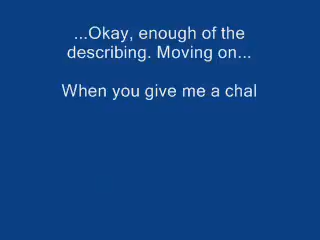 ...Okay, enough of the
describing. Moving on...
When you give me a chal